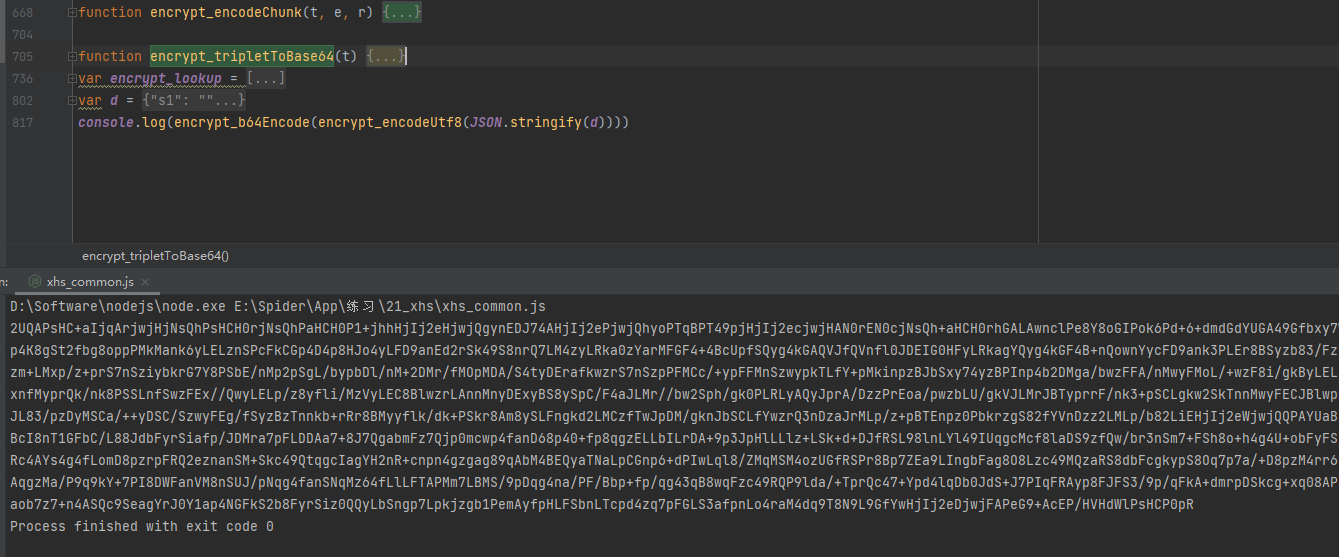 668 function encrypt_encodeChunk(t, e, r) {...}
704
705 function encrypt_tripletToBase64(t) {...}
736 var encrypt_lookup = [...]
802 var d = {"s1": ""...}
817 console.log(encrypt_b64Encode(encrypt_encodeUtf8(JSON.stringify(d))))
encrypt_tripletToBase64()
n: xhs_common.js
D:\Software\nodejs\node.exe E:\Spider\App\练习\21_xhs\xhs_common.js
2UQAPsHC+aIjqArjwjHjNsQhPsHCH0rjNsQhPaHCH0P1+jhhHjIj2eHjwjQgynEDJ74AHjIj2ePjwjQhyoPTqBPT49pjHjIj2ecjwjHAN0rEN0cjNsQh+aHCH0rhGALAwnclPe8Y8oGIPok6Pd+6+dmdGdYUGA49Gfbxy7
p4K8gSt2fbg8oppPMkMank6yLELznSPcFkCGp4D4p8HJo4yLFD9anEd2rSk49S8nrQ7LM4zyLRka0zYarMFGF4+4BcUpfSQyg4kGAQVJfQVnfl0JDEIG0HFyLRkagYQyg4kGF4B+nQownYycFD9ank3PLEr8BSyzb83/Fz
zm+LMxp/z+prS7nSziybkrG7Y8PSbE/nMp2pSgL/bypbDl/nM+2DMr/fMOpMDA/S4tyDErafkwzrS7nSzpPFMCc/+ypFFMnSzwypkTLfY+pMkinpzBJbSxy74yzBPInp4b2DMga/bwzFFA/nMwyFMoL/+wzF8i/gkByLEL
xnfMyprQk/nk8PSSLnfSwzFEx//QwyLELp/z8yfli/MzVyLEC8BlwzrLAnnMnyDExyBS8ySpC/F4aJLMr//bw2Sph/gk0PLRLyAQyJprA/DzzPrEoa/pwzbLU/gkVJLMrJBTyprrF/nk3+pSCLgkw2SkTnnMwyFECJBlwp
JL83/pzDyMSCa/++yDSC/SzwyFEg/fSyzBzTnnkb+rRr8BMyyflk/dk+PSkr8Am8ySLFngkd2LMCzfTwJpDM/gknJbSCLfYwzrQ3nDzaJrMLp/z+pBTEnpz0PbkrzgS82fYVnDzz2LMLp/b82LiEHjIj2eWjwjQQPAYUaB
BcI8nT1GFbC/L88JdbFyrSiafp/JDMra7pFLDDAa7+8J7QgabmFz7Qjp0mcwp4fanD68p40+fp8qgzELLbILrDA+9p3JpHlLLlz+LSk+d+DJfRSL98lnLYl49IUqgcMcf8laDS9zfQw/br3nSm7+FSh8o+h4g4U+obFyFS
Rc4AYs4g4fLomD8pzrpFRQ2eznanSM+Skc49QtqgcIagYH2nR+cnpn4gzgag89qAbM4BEQyaTNaLpCGnp6+dPIwLql8/ZMqMSM4ozUGfRSPr8Bp7ZEa9LIngbFag8O8Lzc49MQzaRS8dbFcgkypS8Oq7p7a/+D8pzM4rr6
AqgzMa/P9q9kY+7PI8DWFanVM8nSUJ/pNqg4fanSNqMz64fLlLFTAPMm7LBMS/9pDqg4na/PF/Bbp+fp/qg43qB8wqFzc49RQP9lda/+TprQc47+Ypd4lqDb0JdS+J7PIqFRAyp8FJFS3/9p/qFkA+dmrpDSkcg+xq08AP
aob7z7+n4ASQc9SeagYrJ0Y1ap4NGFkS2b8FyrSiz0QQyLbSngp7Lpkjzgb1PemAyfpHLFSbnLTcpd4zq7pFGLS3afpnLo4raM4dq9T8N9L9GfYwHjIj2eDjwjFAPeG9+AcEP/HVHdWlPsHCP0pR
Process finished with exit code 0